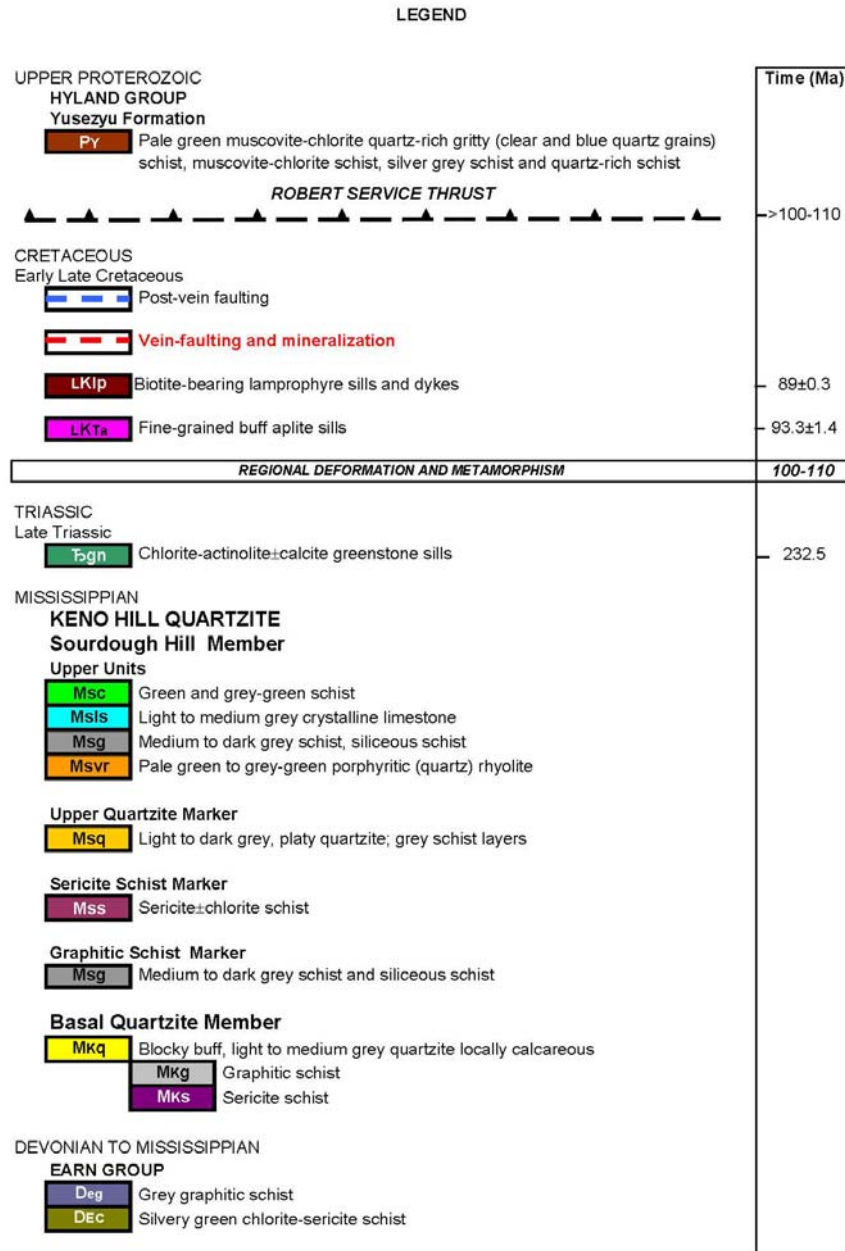 LEGEND
Time (Ma)
UPPER PROTEROZOIC
HYLAND GROUP
Yusezyu Formation
PY Pale green muscovite-chlorite quartz-rich gritty (clear and blue quartz grains)
schist, muscovite-chlorite schist, silver grey schist and quartz-rich schist
ROBERT SERVICE THRUST
>100-110
CRETACEOUS
Early Late Cretaceous
Post-vein faulting
Vein-faulting and mineralization
LKlp Biotite-bearing lamprophyre sills and dykes 89±0.3
LKTa Fine-grained buff aplite sills 93.3±1.4
REGIONAL DEFORMATION AND METAMORPHISM 100-110
TRIASSIC
Late Triassic
Ҕgn Chlorite-actinolite±calcite greenstone sills 232.5
MISSISSIPPIAN
KENO HILL QUARTZITE
Sourdough Hill Member
Upper Units
Msc Green and grey-green schist
Msls Light to medium grey crystalline limestone
Msg Medium to dark grey schist, siliceous schist
Msvr Pale green to grey-green porphyritic (quartz) rhyolite
Upper Quartzite Marker
Msq Light to dark grey, platy quartzite; grey schist layers
Sericite Schist Marker
Mss Sericite±chlorite schist
Graphitic Schist Marker
Msg Medium to dark grey schist and siliceous schist
Basal Quartzite Member
MKq Blocky buff, light to medium grey quartzite locally calcareous
MKg Graphitic schist
MKs Sericite schist
DEVONIAN TO MISSISSIPPIAN
EARN GROUP
Deg Grey graphitic schist
DEC Silvery green chlorite-sericite schist